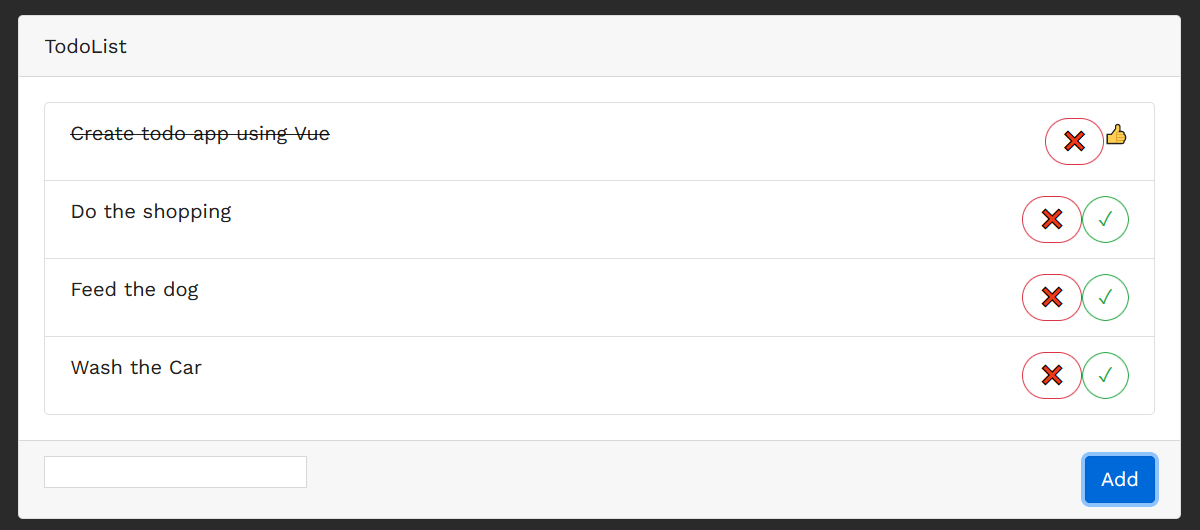 TodoList
Create todo app using Vue
Do the shopping
Feed the dog
Wash the Car
Add